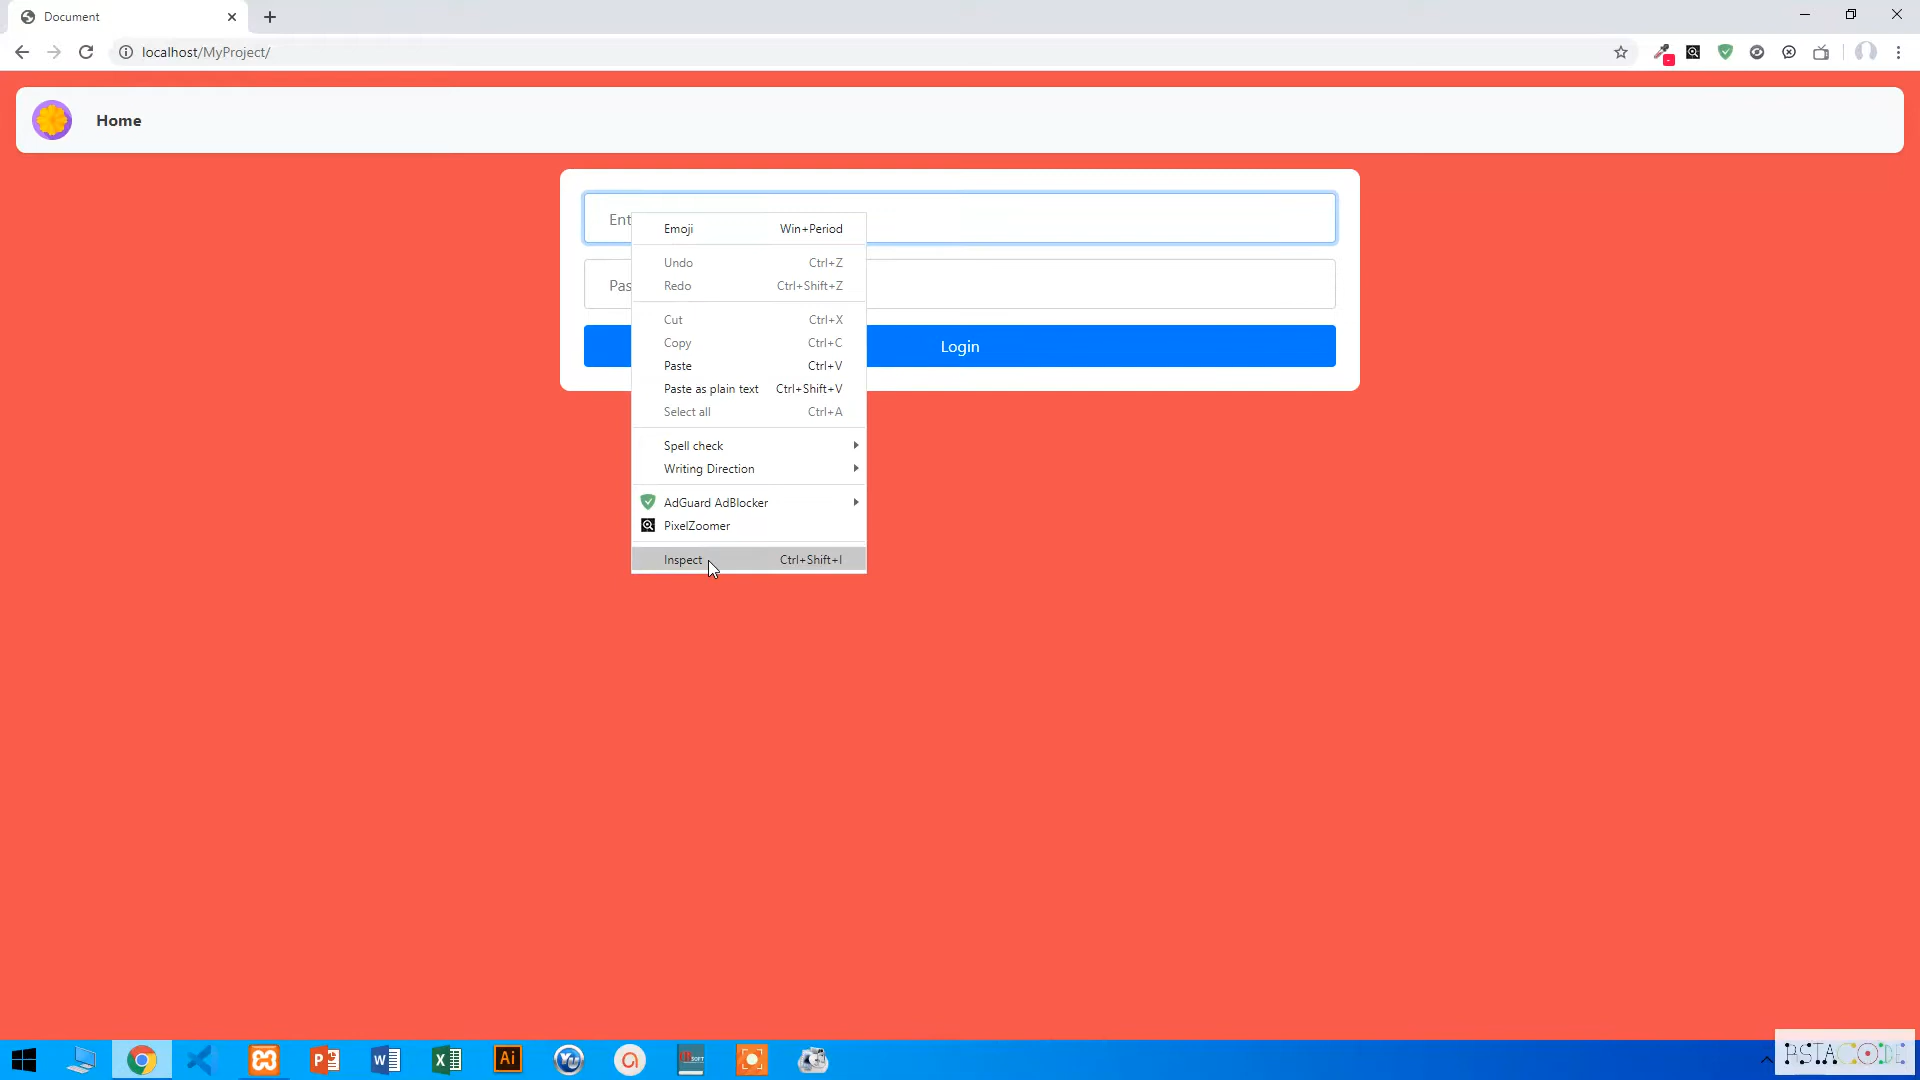 Document
localhost/MyProject/
Home
Ent
Pas
Login
Emoji Win+Period
Undo Ctrl+Z
Redo Ctrl+Shift+Z
Cut Ctrl+X
Copy Ctrl+C
Paste Ctrl+V
Paste as plain text Ctrl+Shift+V
Select all Ctrl+A
Spell check
Writing Direction
AdGuard AdBlocker
PixelZoomer
Inspect Ctrl+Shift+I
Ai
RSTACODE